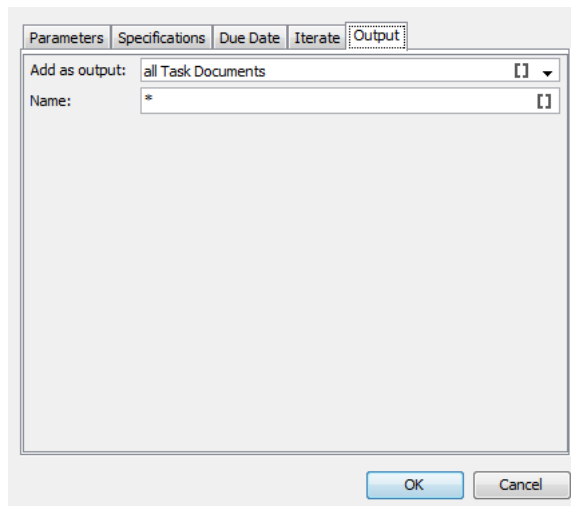 Parameters Specifications Due Date Iterate Output
Add as output: all Task Documents []
Name: * []
OK Cancel